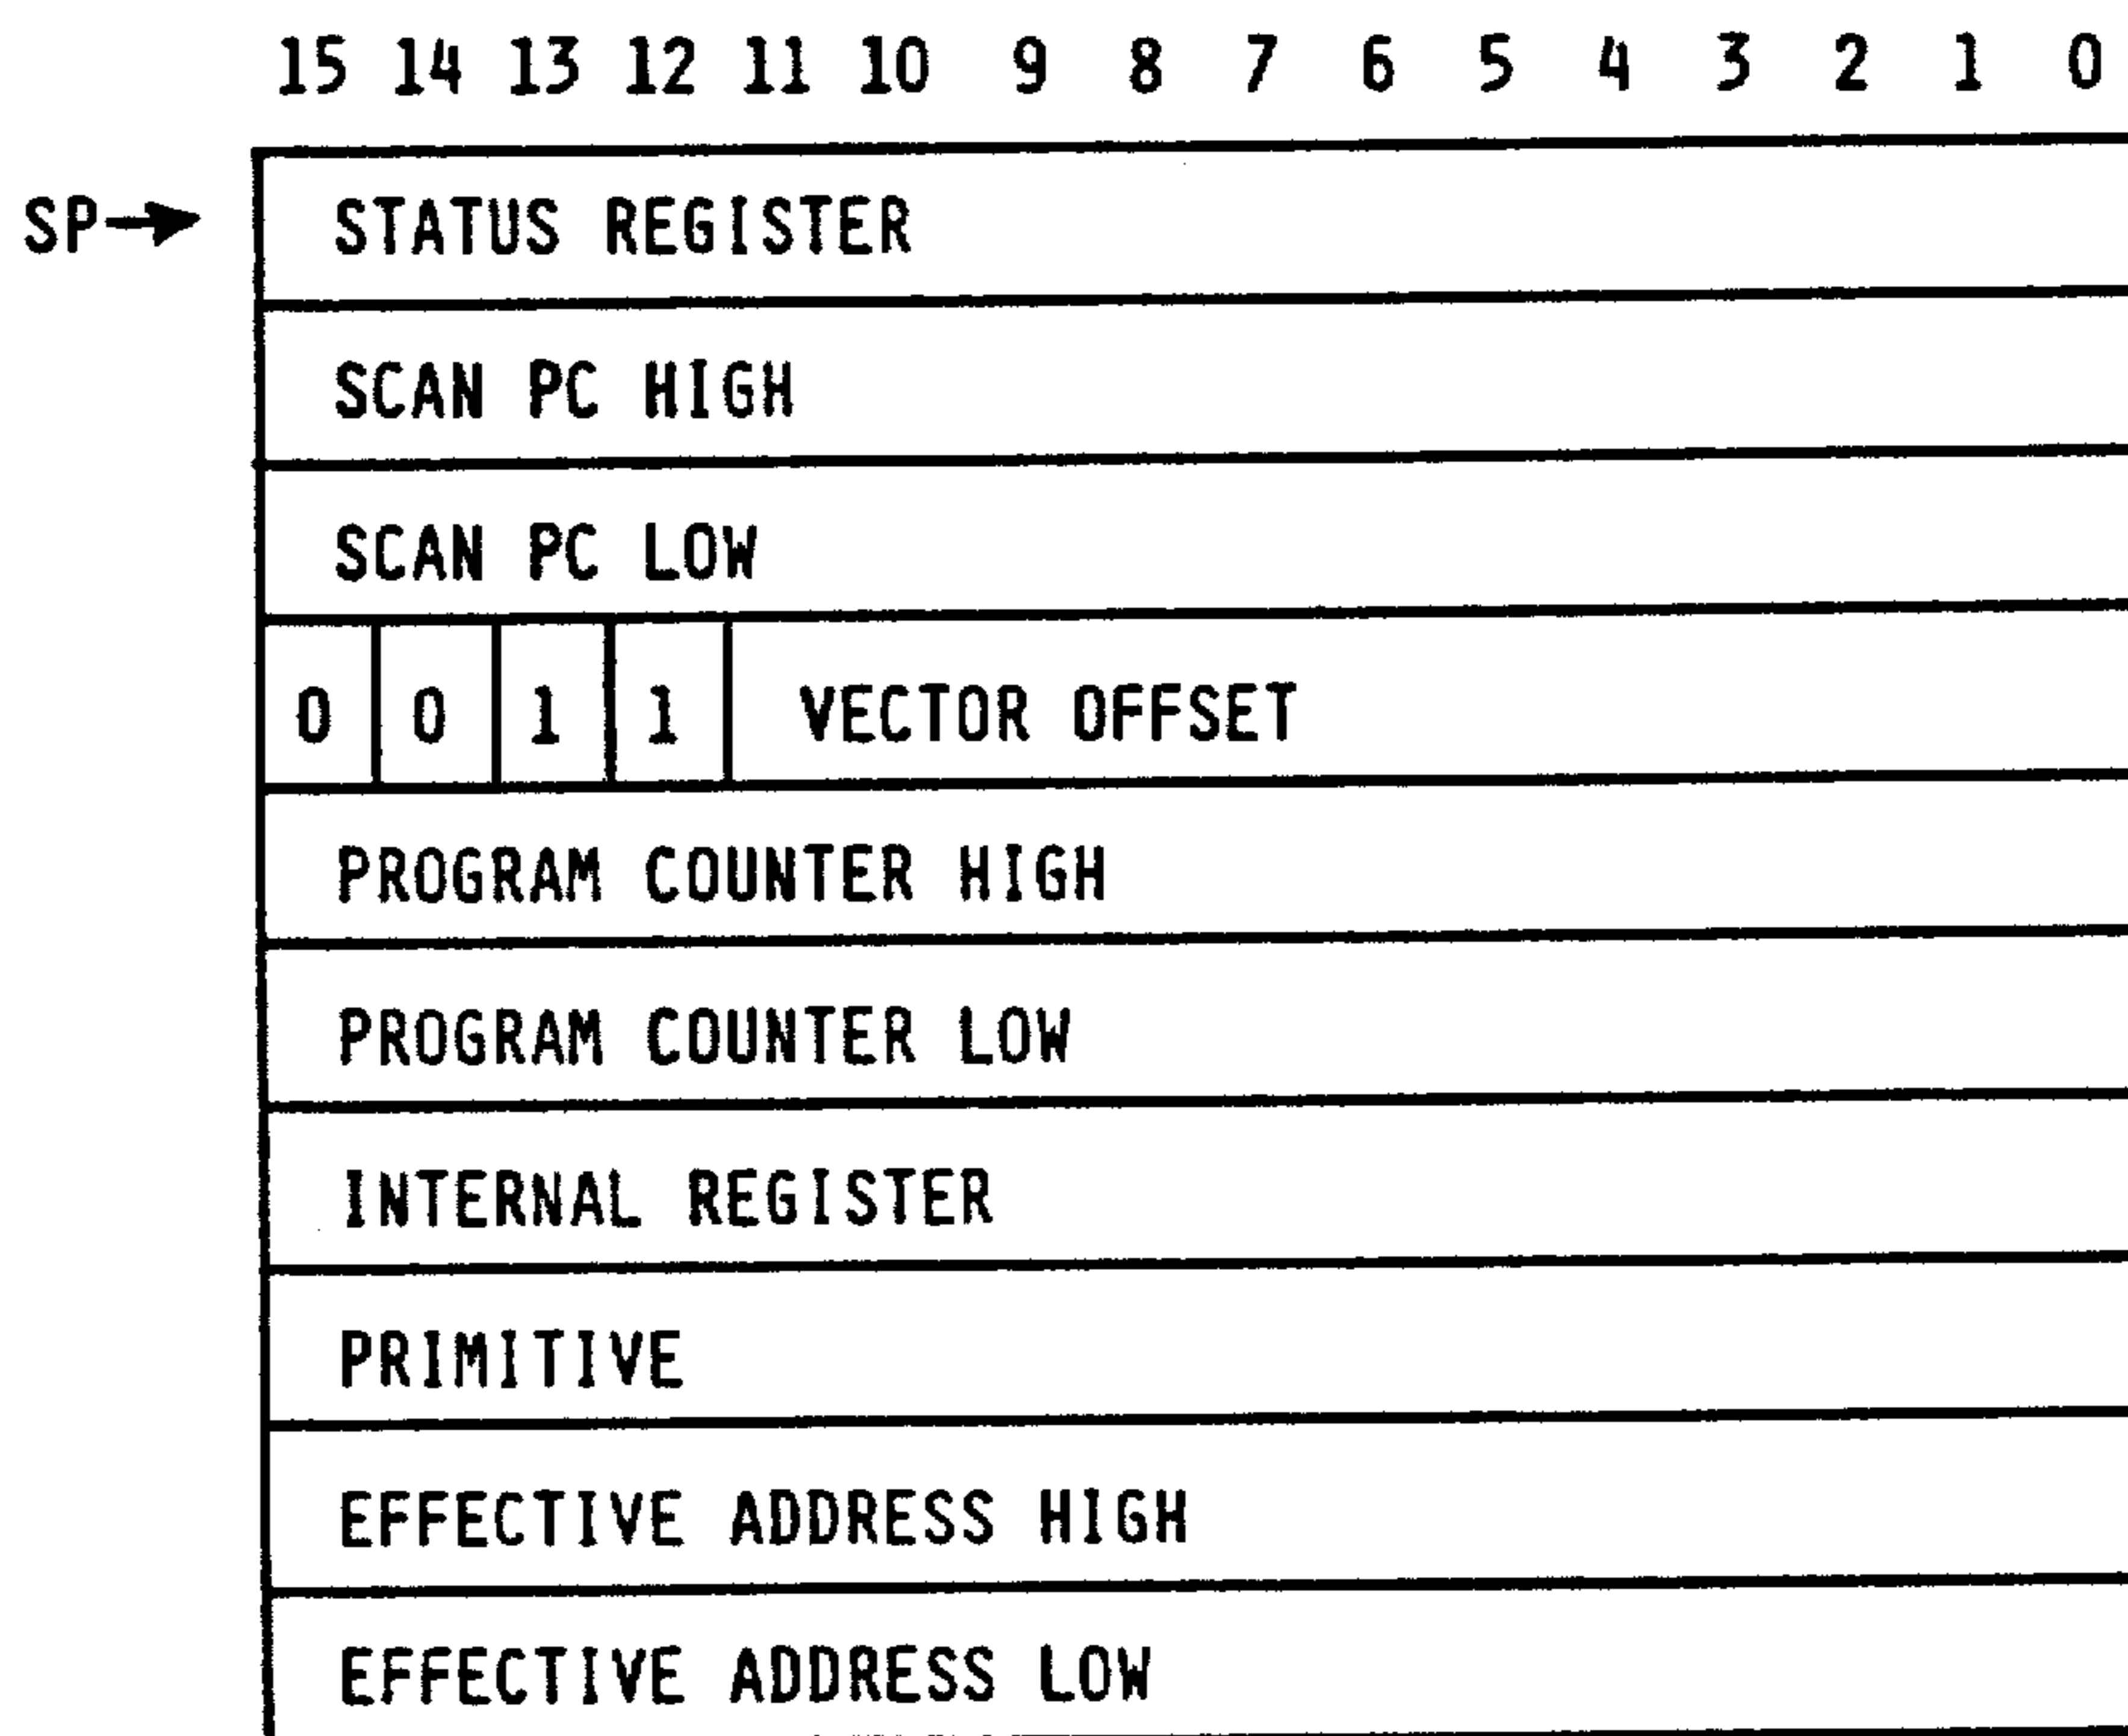 15 14 13 12 11 10 9 8 7 6 5 4 3 2 1 0
SP
STATUS REGISTER
SCAN PC HIGH
SCAN PC LOW
0 0 1 1 VECTOR OFFSET
PROGRAM COUNTER HIGH
PROGRAM COUNTER LOW
INTERNAL REGISTER
PRIMITIVE
EFFECTIVE ADDRESS HIGH
EFFECTIVE ADDRESS LOW